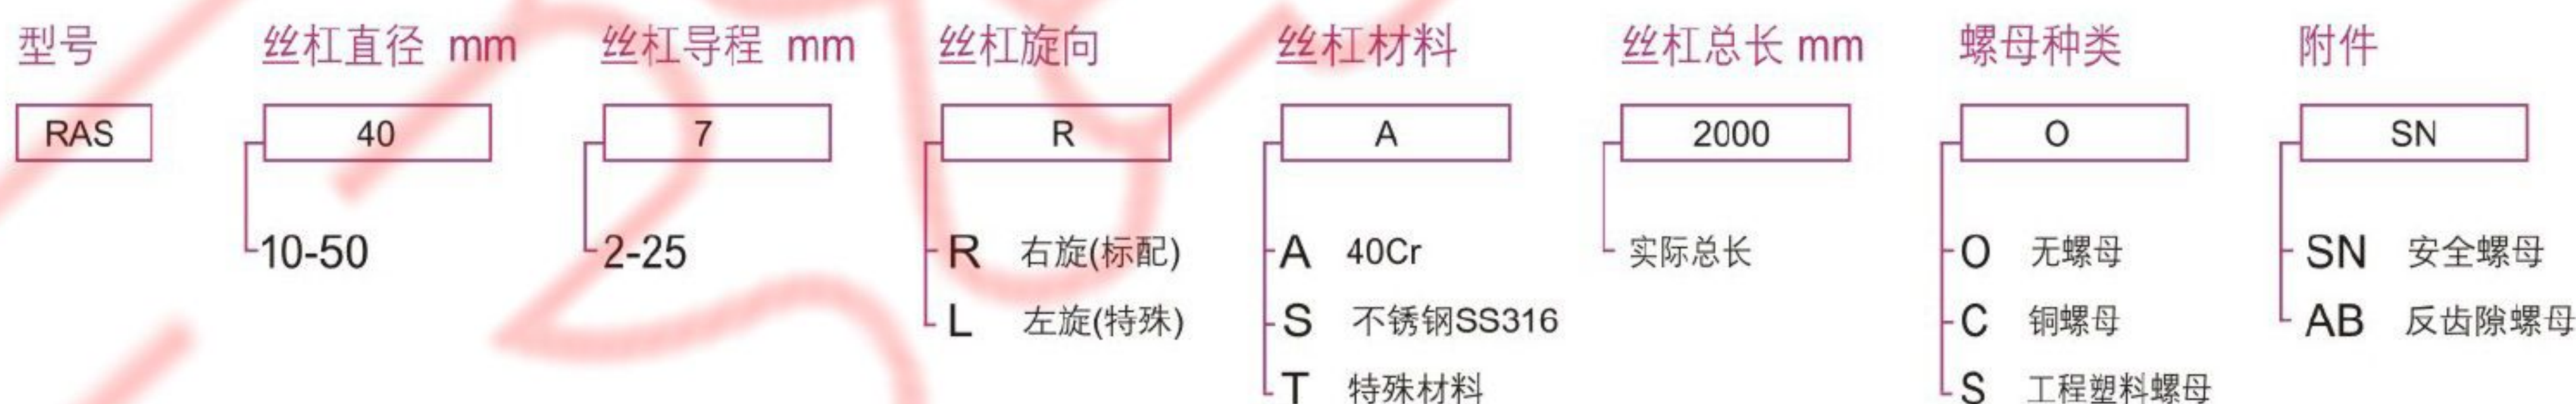 型号 丝杠直径 mm 丝杠导程 mm 丝杠旋向 丝杠材料 丝杠总长 mm 螺母种类 附件
RAS 40 7 R A 2000 O SN
10-50 2-25 R 右旋(标配) A 40Cr 实际总长 O 无螺母 SN 安全螺母
L 左旋(特殊) S 不锈钢SS316 C 铜螺母 AB 反齿隙螺母
T 特殊材料 S 工程塑料螺母